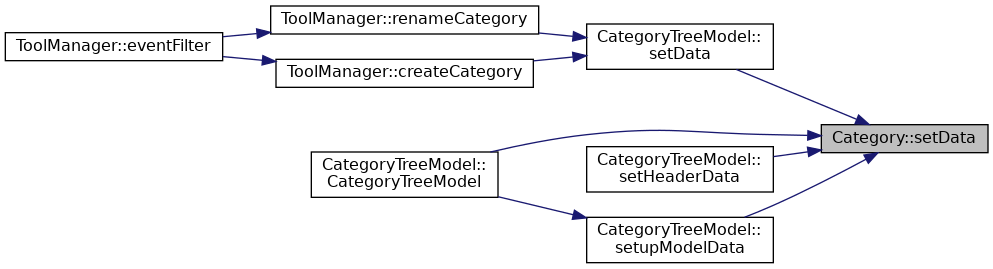 ToolManager::renameCategory
ToolManager::eventFilter
ToolManager::createCategory
CategoryTreeModel::
setData
Category::setData
CategoryTreeModel::
CategoryTreeModel
CategoryTreeModel::
setHeaderData
CategoryTreeModel::
setupModelData